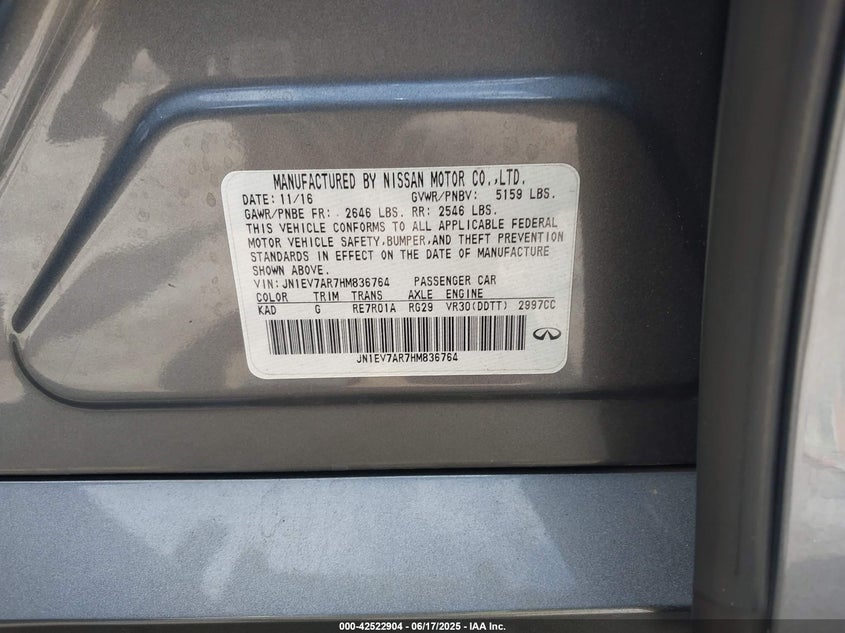 MANUFACTURED BY NISSAN MOTOR CO.,LTD.
DATE: 11/16 GVWR/PNBV: 5159 LBS.
GAWR/PNBE FR: 2646 LBS. RR: 2546 LBS.
THIS VEHICLE CONFORMS TO ALL APPLICABLE FEDERAL
MOTOR VEHICLE SAFETY,BUMPER,AND THEFT PREVENTION
STANDARDS IN EFFECT ON THE DATE OF MANUFACTURE
SHOWN ABOVE.
VIN: JN1EV7AR7HM836764 PASSENGER CAR
COLOR TRIM TRANS AXLE ENGINE
KAD G RE7R01A RG29 VR30(DDTT) 2997CC
JN1EV7AR7HM836764
000-42522904 - 06/17/2025 - IAA Inc.